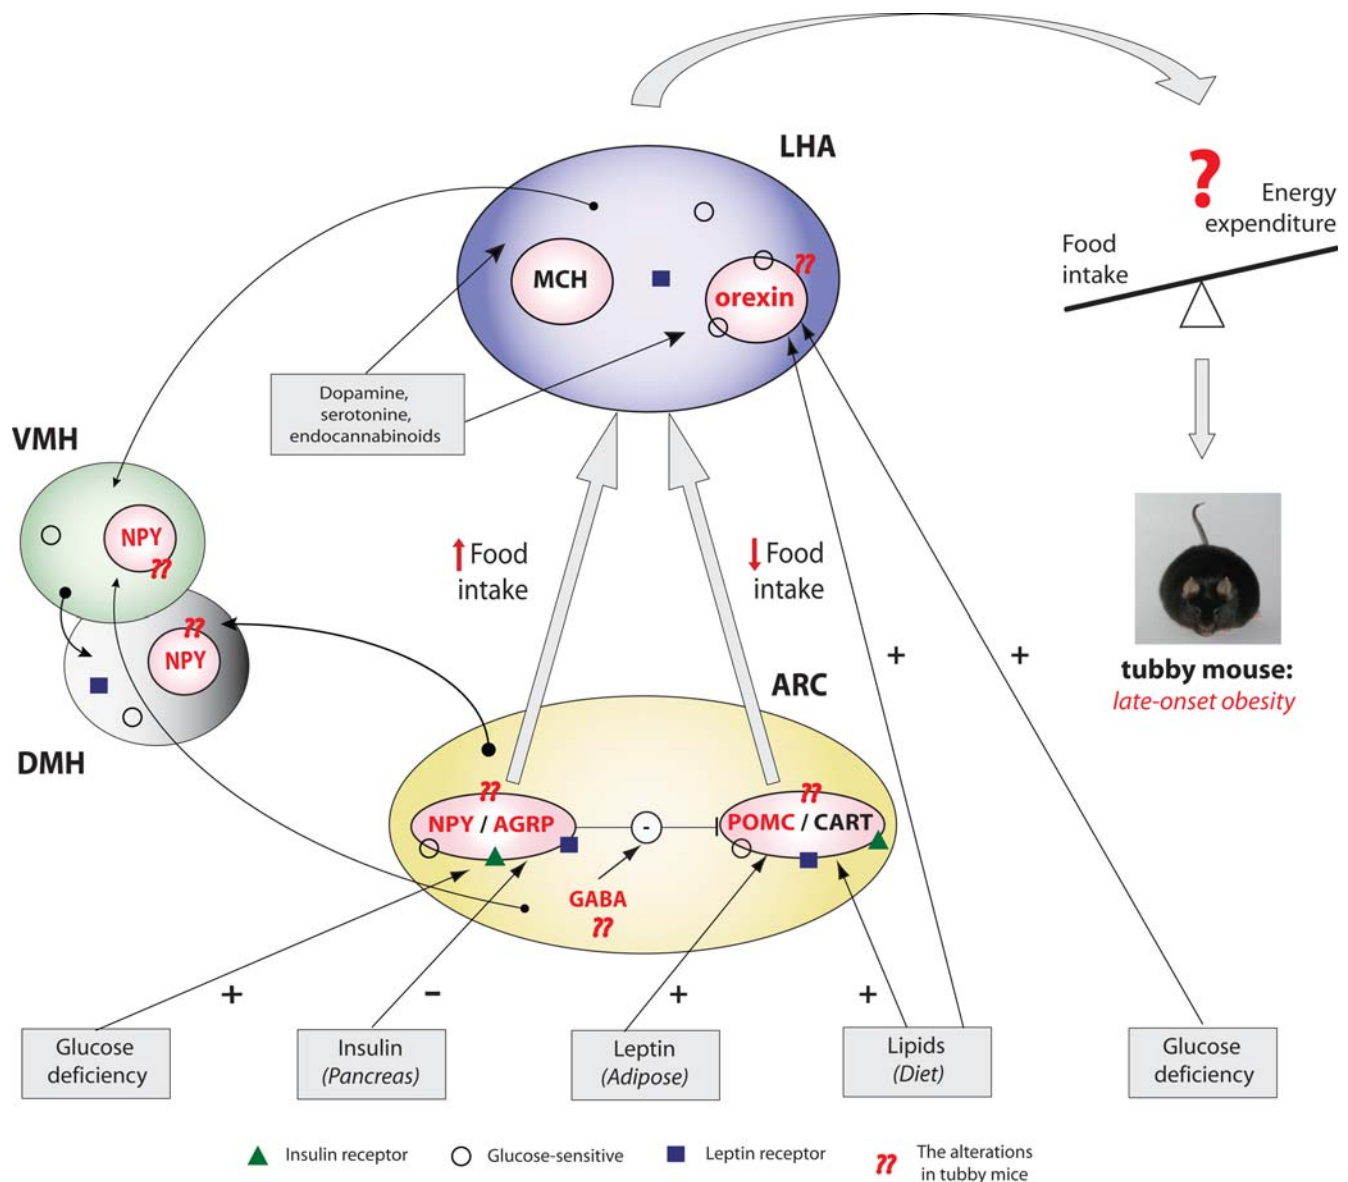 LHA
?
Energy
expenditure
Food
intake
MCH
??
orexin
Dopamine,
serotonine,
endocannabinoids
VMH
NPY
??
??
NPY
DMH
↑ Food
intake
↓ Food
intake
+
+
tubby mouse:
late-onset obesity
ARC
??
NPY / AGRP
-
??
POMC / CART
GABA
??
+
−
+
+
Glucose
deficiency
Insulin
(Pancreas)
Leptin
(Adipose)
Lipids
(Diet)
Glucose
deficiency
Insulin receptor
Glucose-sensitive
Leptin receptor
??
The alterations
in tubby mice